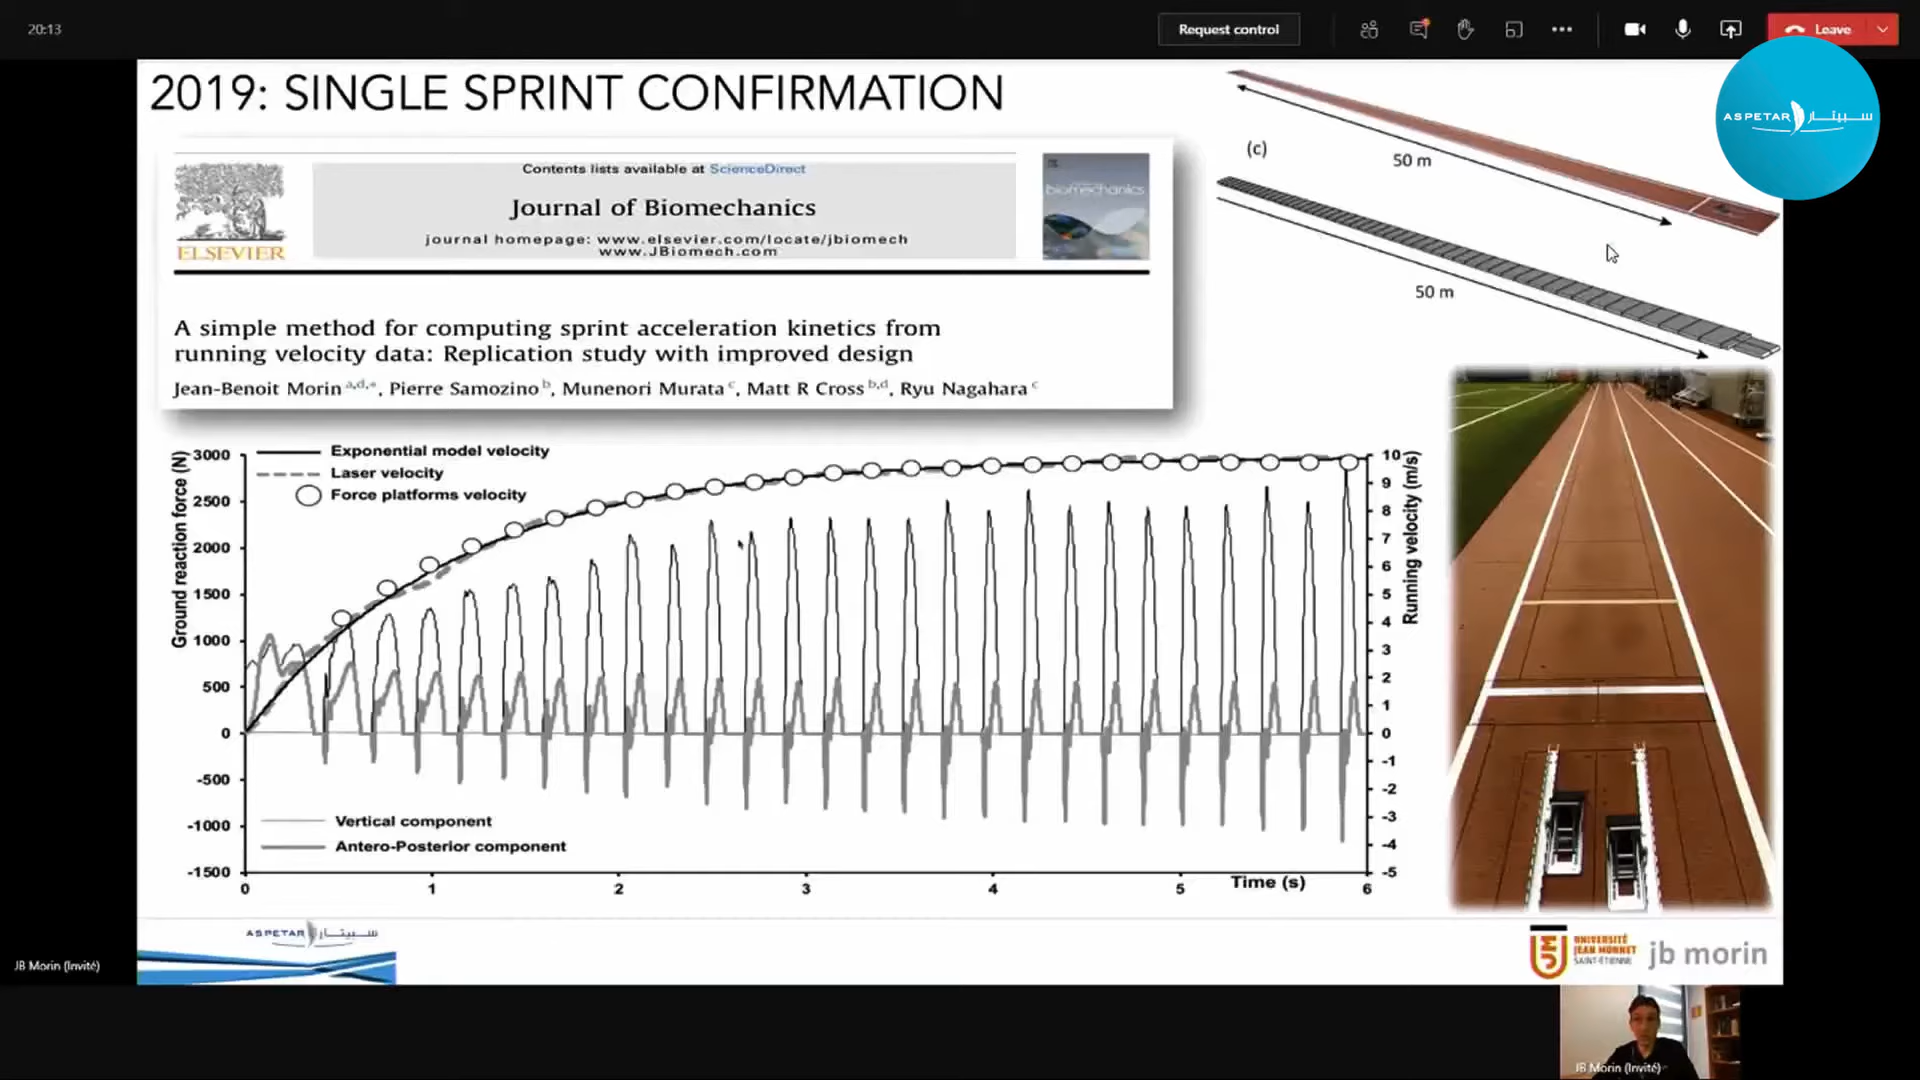 20:13
Request control
Leave
2019: SINGLE SPRINT CONFIRMATION
ASPETAR سبيتار
(c)
50 m
50 m
Contents lists available at ScienceDirect
Journal of Biomechanics
journal homepage: www.elsevier.com/locate/jbiomech
www.JBiomech.com
ELSEVIER
biomechanics
A simple method for computing sprint acceleration kinetics from
running velocity data: Replication study with improved design
Jean-Benoit Morin a,d,*, Pierre Samozino b, Munenori Murata c, Matt R Cross b,d, Ryu Nagahara c
Exponential model velocity
Laser velocity
Force platforms velocity
Ground reaction force (N)
3000
2500
2000
1500
1000
500
0
-500
-1000
-1500
Running velocity (m/s)
10
9
8
7
6
5
4
3
2
1
0
-1
-2
-3
-4
-5
Vertical component
Antero-Posterior component
0 1 2 3 4 5 6
Time (s)
ASPETAR سبيتار
UNIVERSITÉ
JEAN MONNET
SAINT-ÉTIENNE
jb morin
JB Morin (Invité)
JB Morin (Invité)